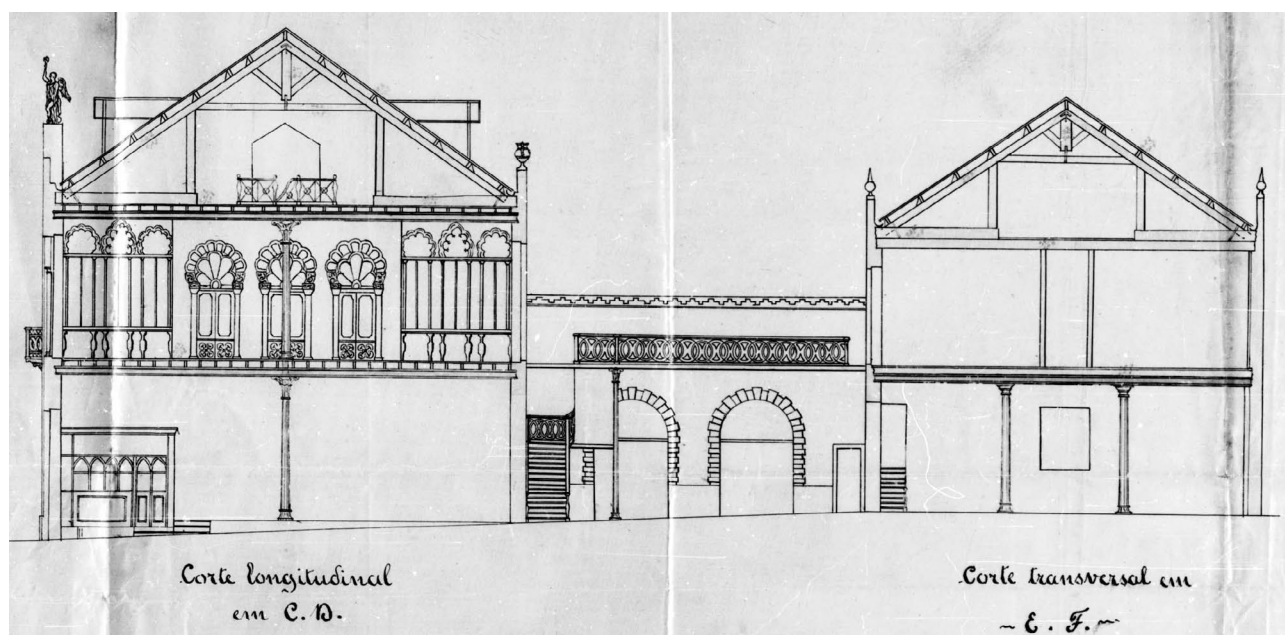 Corte longitudinal
em C. D.
Corte transversal em
~ E. F. ~